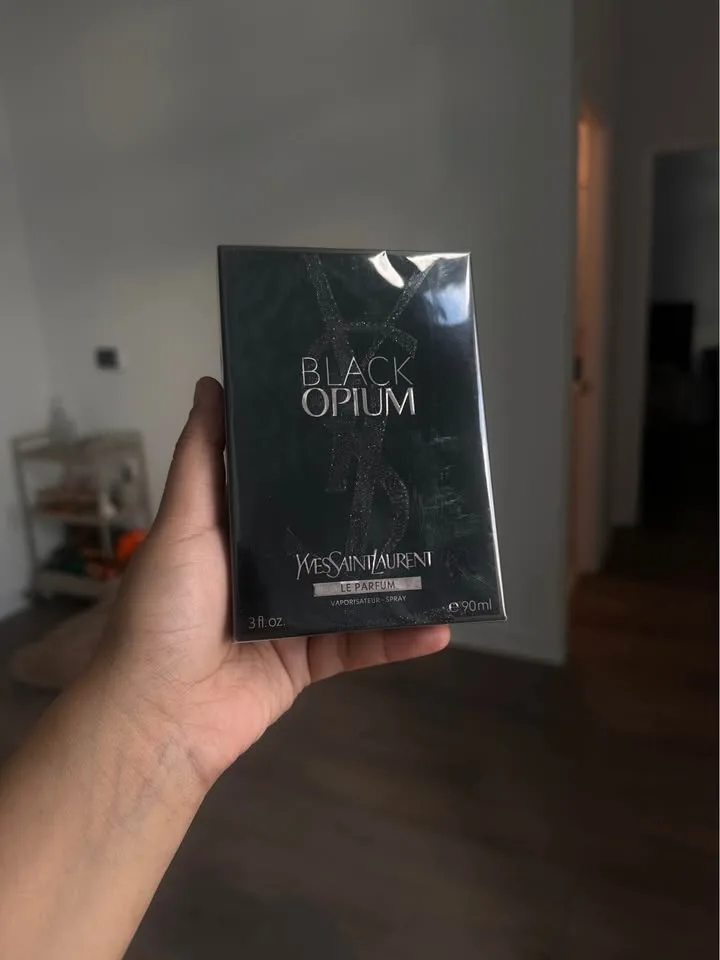 BLACK
OPIUM
YVESSAINTLAURENT
LE PARFUM
VAPORISATEUR - SPRAY
3 fl.oz. ℮ 90ml